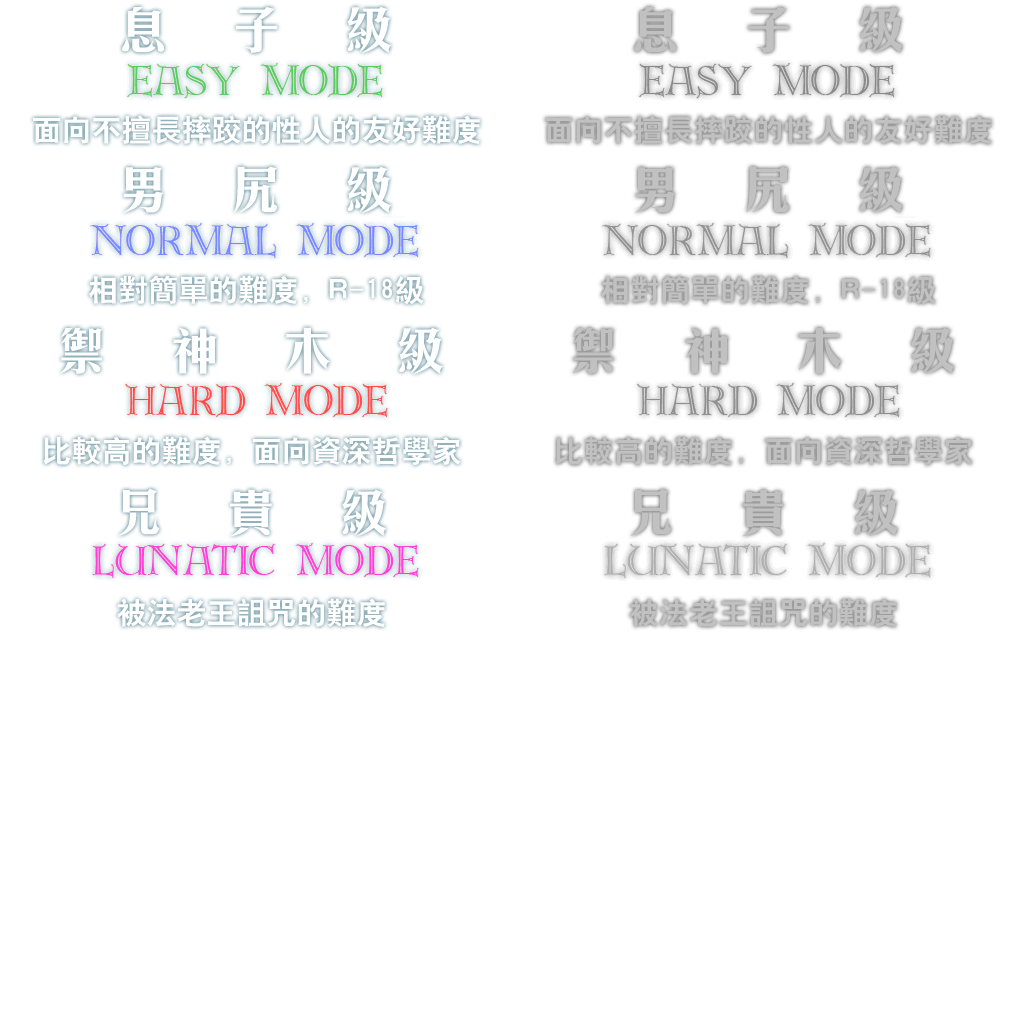 息子級
EASY MODE
面向不擅長摔跤的性人的友好難度
男尻級
NORMAL MODE
相對簡單的難度，R-18級
禦神木級
HARD MODE
比較高的難度，面向資深哲學家
兄貴級
LUNATIC MODE
被法老王詛咒的難度
息子級
EASY MODE
面向不擅長摔跤的性人的友好難度
男尻級
NORMAL MODE
相對簡單的難度，R-18級
禦神木級
HARD MODE
比較高的難度，面向資深哲學家
兄貴級
LUNATIC MODE
被法老王詛咒的難度